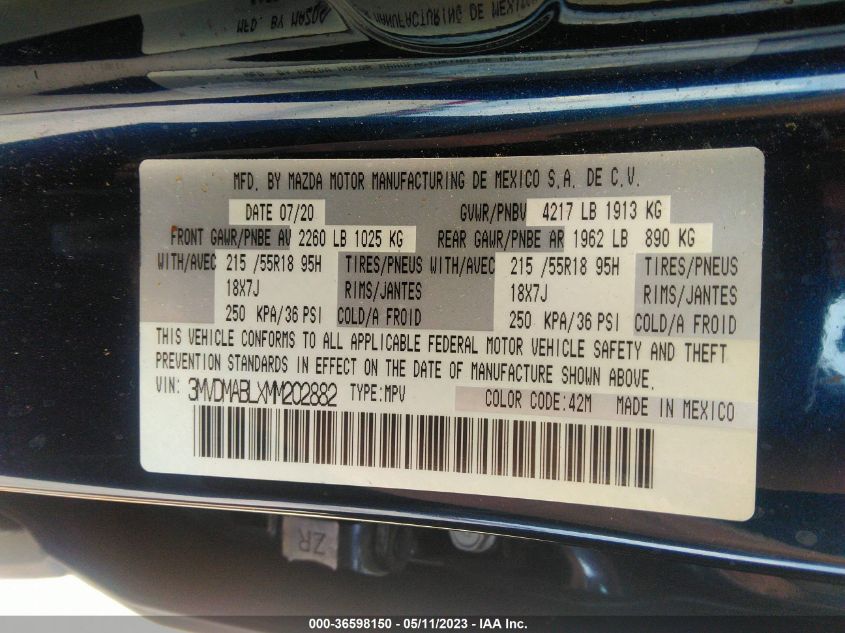 MFD. BY MAZDA MOTOR MANUFACTURING DE MEXICO S.A. DE C.V.
DATE 07/20 GVWR/PNBV 4217 LB 1913 KG
FRONT GAWR/PNBE AV 2260 LB 1025 KG REAR GAWR/PNBE AR 1962 LB 890 KG
WITH/AVEC 215 /55R18 95H TIRES/PNEUS WITH/AVEC 215 /55R18 95H TIRES/PNEUS
18X7J RIMS/JANTES 18X7J RIMS/JANTES
250 KPA/36 PSI COLD/A FROID 250 KPA/36 PSI COLD/A FROID
THIS VEHICLE CONFORMS TO ALL APPLICABLE FEDERAL MOTOR VEHICLE SAFETY AND THEFT
PREVENTION STANDARDS IN EFFECT ON THE DATE OF MANUFACTURE SHOWN ABOVE.
VIN: 3MVDMABLXMM202882 TYPE:MPV COLOR CODE:42M MADE IN MEXICO
ZR
000-36598150 - 05/11/2023 - IAA Inc.